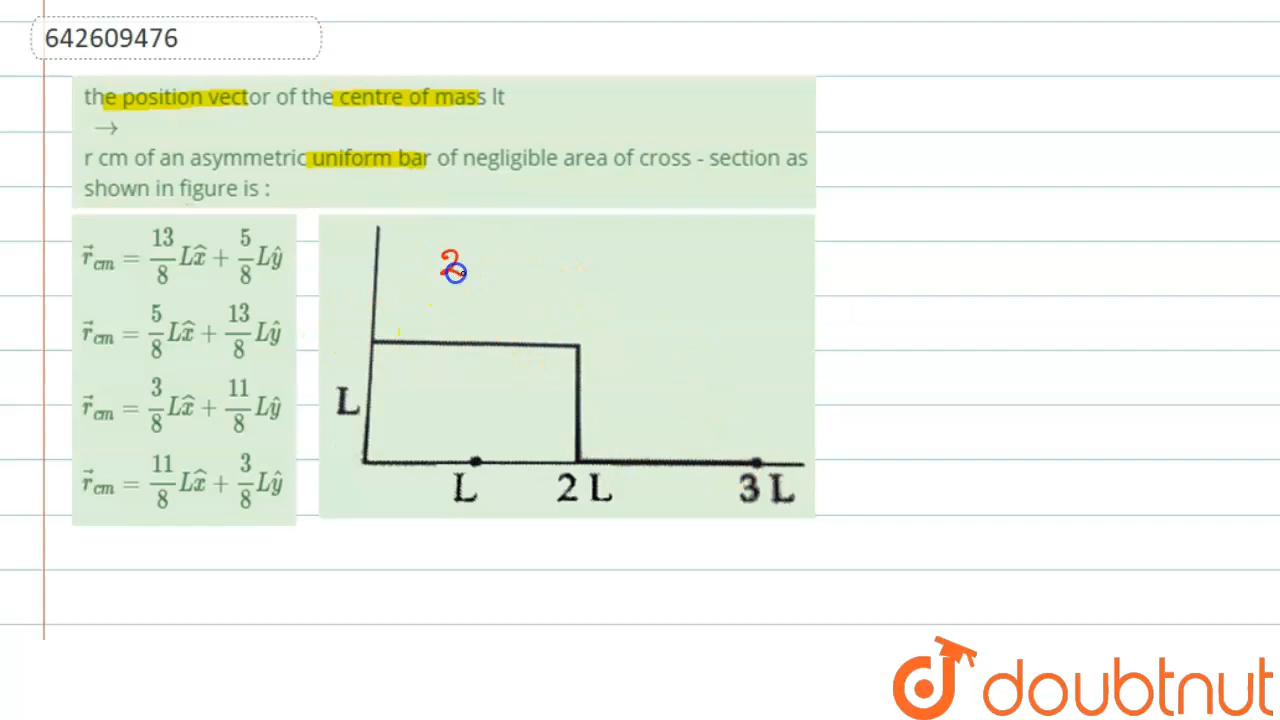 642609476
the position vector of the centre of mass lt
→
r cm of an asymmetric uniform bar of negligible area of cross - section as
shown in figure is :
r⃗cm = 13/8 Lx̂ + 5/8 Lŷ
r⃗cm = 5/8 Lx̂ + 13/8 Lŷ
r⃗cm = 3/8 Lx̂ + 11/8 Lŷ
r⃗cm = 11/8 Lx̂ + 3/8 Lŷ
2
L
L 2 L 3 L
doubtnut